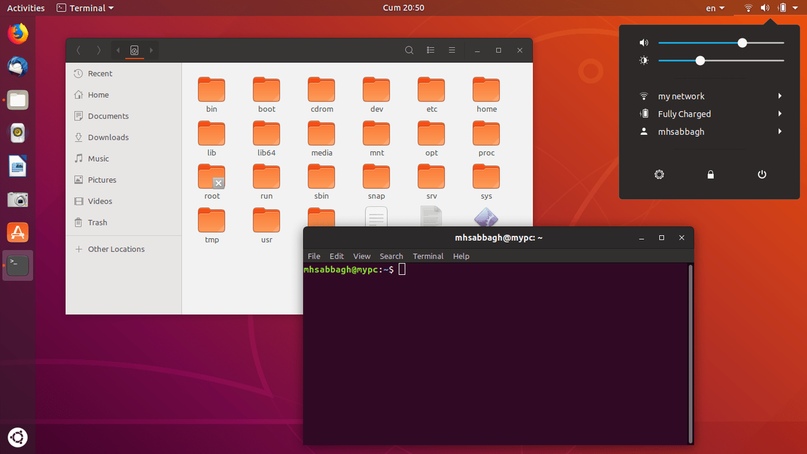 Activities Terminal Cum 20:50 en
Recent
Home
Documents
Downloads
Music
Pictures
Videos
Trash
Other Locations
bin boot cdrom dev etc home
lib lib64 media mnt opt proc
root run sbin snap srv sys
tmp usr
my network
Fully Charged
mhsabbagh
mhsabbagh@mypc: ~
File Edit View Search Terminal Help
mhsabbagh@mypc:~$